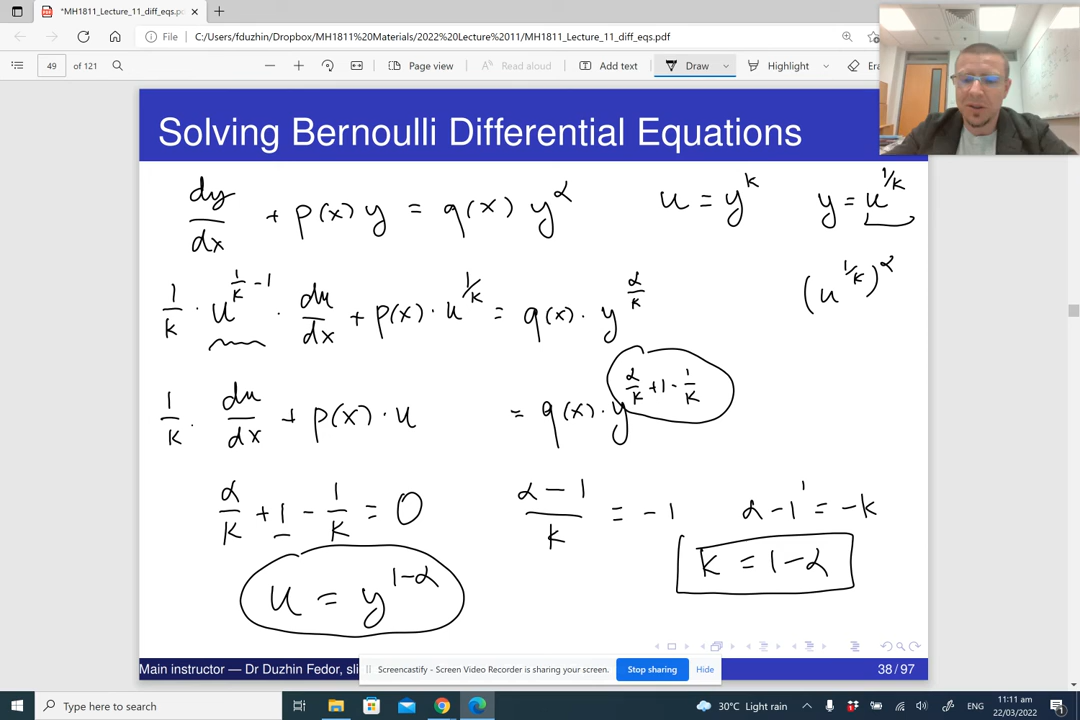 *MH1811_Lecture_11_diff_eqs.p
File C:/Users/fduzhin/Dropbox/MH1811%20Materials/2022%20Lecture%2011/MH1811_Lecture_11_diff_eqs.pdf
49 of 121 Page view Read aloud Add text Draw Highlight
Solving Bernoulli Differential Equations
dy/dx + p(x) y = q(x) y^α u = y^k y = u^{1/k}
1/k · u^{1/k - 1} · du/dx + p(x) · u^{1/k} = q(x) · y^{α/k} (u^{1/k})^α
1/k · du/dx + p(x) · u = q(x) · y^{α/k + 1 - 1/k}
α/k + 1 - 1/k = 0 α - 1/k = -1 α - 1 = -k
k = 1 - α
u = y^{1-α}
Main instructor — Dr Duzhin Fedor, 38 / 97
Screencastify - Screen Video Recorder is sharing your screen. Stop sharing Hide
Type here to search 30°C Light rain ENG 11:11 am
22/03/2022